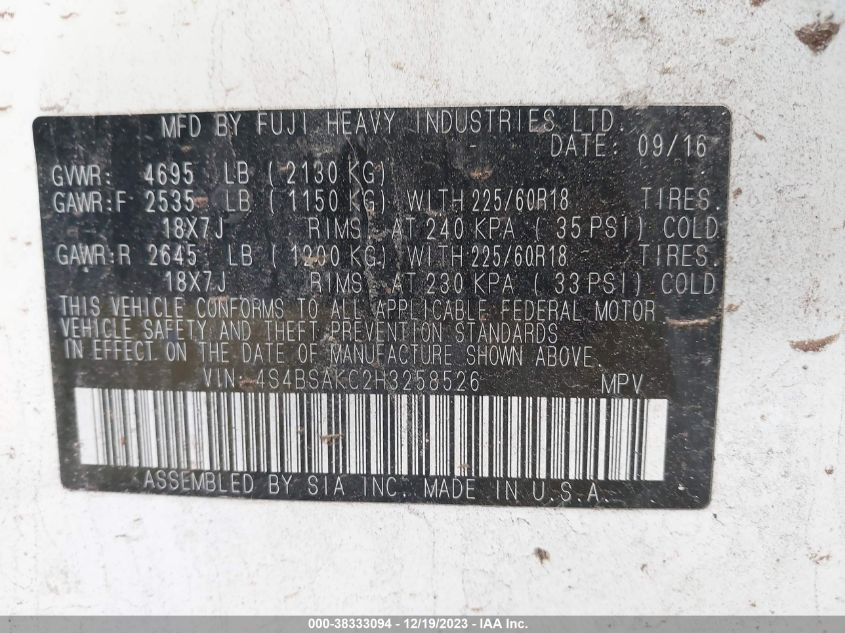 MFD BY FUJI HEAVY INDUSTRIES LTD.
DATE: 09/16
GVWR: 4695 LB ( 2130 KG)
GAWR:F 2535 LB ( 1150 KG) WITH 225/60R18 TIRES
18X7J RIMS, AT 240 KPA ( 35 PSI) COLD
GAWR:R 2645 LB ( 1200 KG) WITH 225/60R18 TIRES
18X7J RIMS, AT 230 KPA ( 33 PSI) COLD
THIS VEHICLE CONFORMS TO ALL APPLICABLE FEDERAL MOTOR
VEHICLE SAFETY AND THEFT PREVENTION STANDARDS
IN EFFECT ON THE DATE OF MANUFACTURE SHOWN ABOVE.
VIN: 4S4BSAKC2H3258526 MPV
ASSEMBLED BY SIA INC. MADE IN U.S.A.
000-38333094 - 12/19/2023 - IAA Inc.